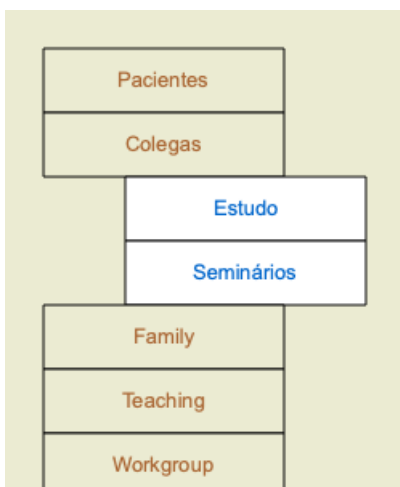 Pacientes
Colegas
Estudo
Seminários
Family
Teaching
Workgroup